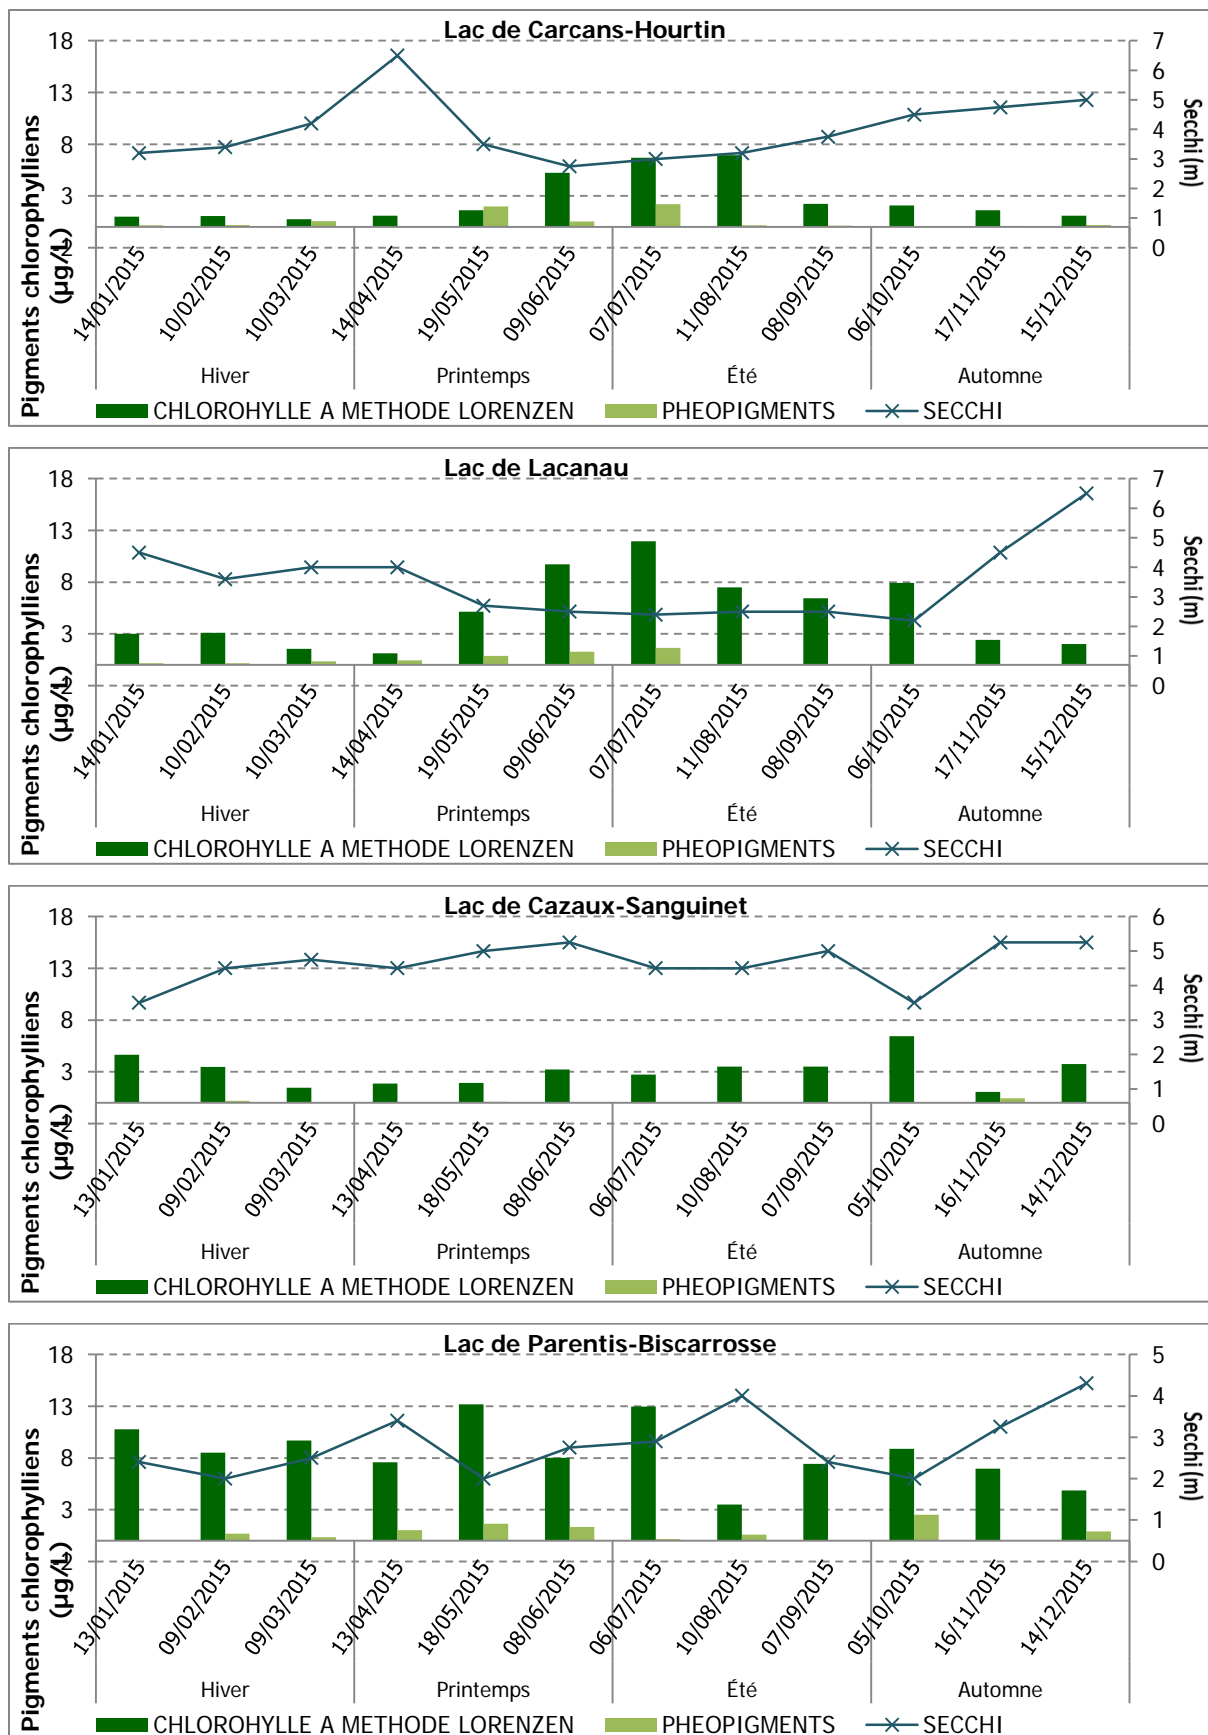 Lac de Carcans-Hourtin
Pigments chlorophylliens (µg/L)
18
13
8
3
-2
7
6
5
4
3
2
1
0
Secchi (m)
14/01/2015
10/02/2015
10/03/2015
14/04/2015
19/05/2015
09/06/2015
07/07/2015
11/08/2015
08/09/2015
06/10/2015
17/11/2015
15/12/2015
Hiver
Printemps
Été
Automne
CHLOROHYLLE A METHODE LORENZEN
PHEOPIGMENTS
SECCHI
Lac de Lacanau
Pigments chlorophylliens (µg/L)
18
13
8
3
-2
7
6
5
4
3
2
1
0
Secchi (m)
14/01/2015
10/02/2015
10/03/2015
14/04/2015
19/05/2015
09/06/2015
07/07/2015
11/08/2015
08/09/2015
06/10/2015
17/11/2015
15/12/2015
Hiver
Printemps
Été
Automne
CHLOROHYLLE A METHODE LORENZEN
PHEOPIGMENTS
SECCHI
Lac de Cazaux-Sanguinet
Pigments chlorophylliens (µg/L)
18
13
8
3
-2
6
5
4
3
2
1
0
Secchi (m)
13/01/2015
09/02/2015
09/03/2015
13/04/2015
18/05/2015
08/06/2015
06/07/2015
10/08/2015
07/09/2015
05/10/2015
16/11/2015
14/12/2015
Hiver
Printemps
Été
Automne
CHLOROHYLLE A METHODE LORENZEN
PHEOPIGMENTS
SECCHI
Lac de Parentis-Biscarrosse
Pigments chlorophylliens (µg/L)
18
13
8
3
-2
5
4
3
2
1
0
Secchi (m)
13/01/2015
09/02/2015
09/03/2015
13/04/2015
18/05/2015
08/06/2015
06/07/2015
10/08/2015
07/09/2015
05/10/2015
16/11/2015
14/12/2015
Hiver
Printemps
Été
Automne
CHLOROHYLLE A METHODE LORENZEN
PHEOPIGMENTS
SECCHI